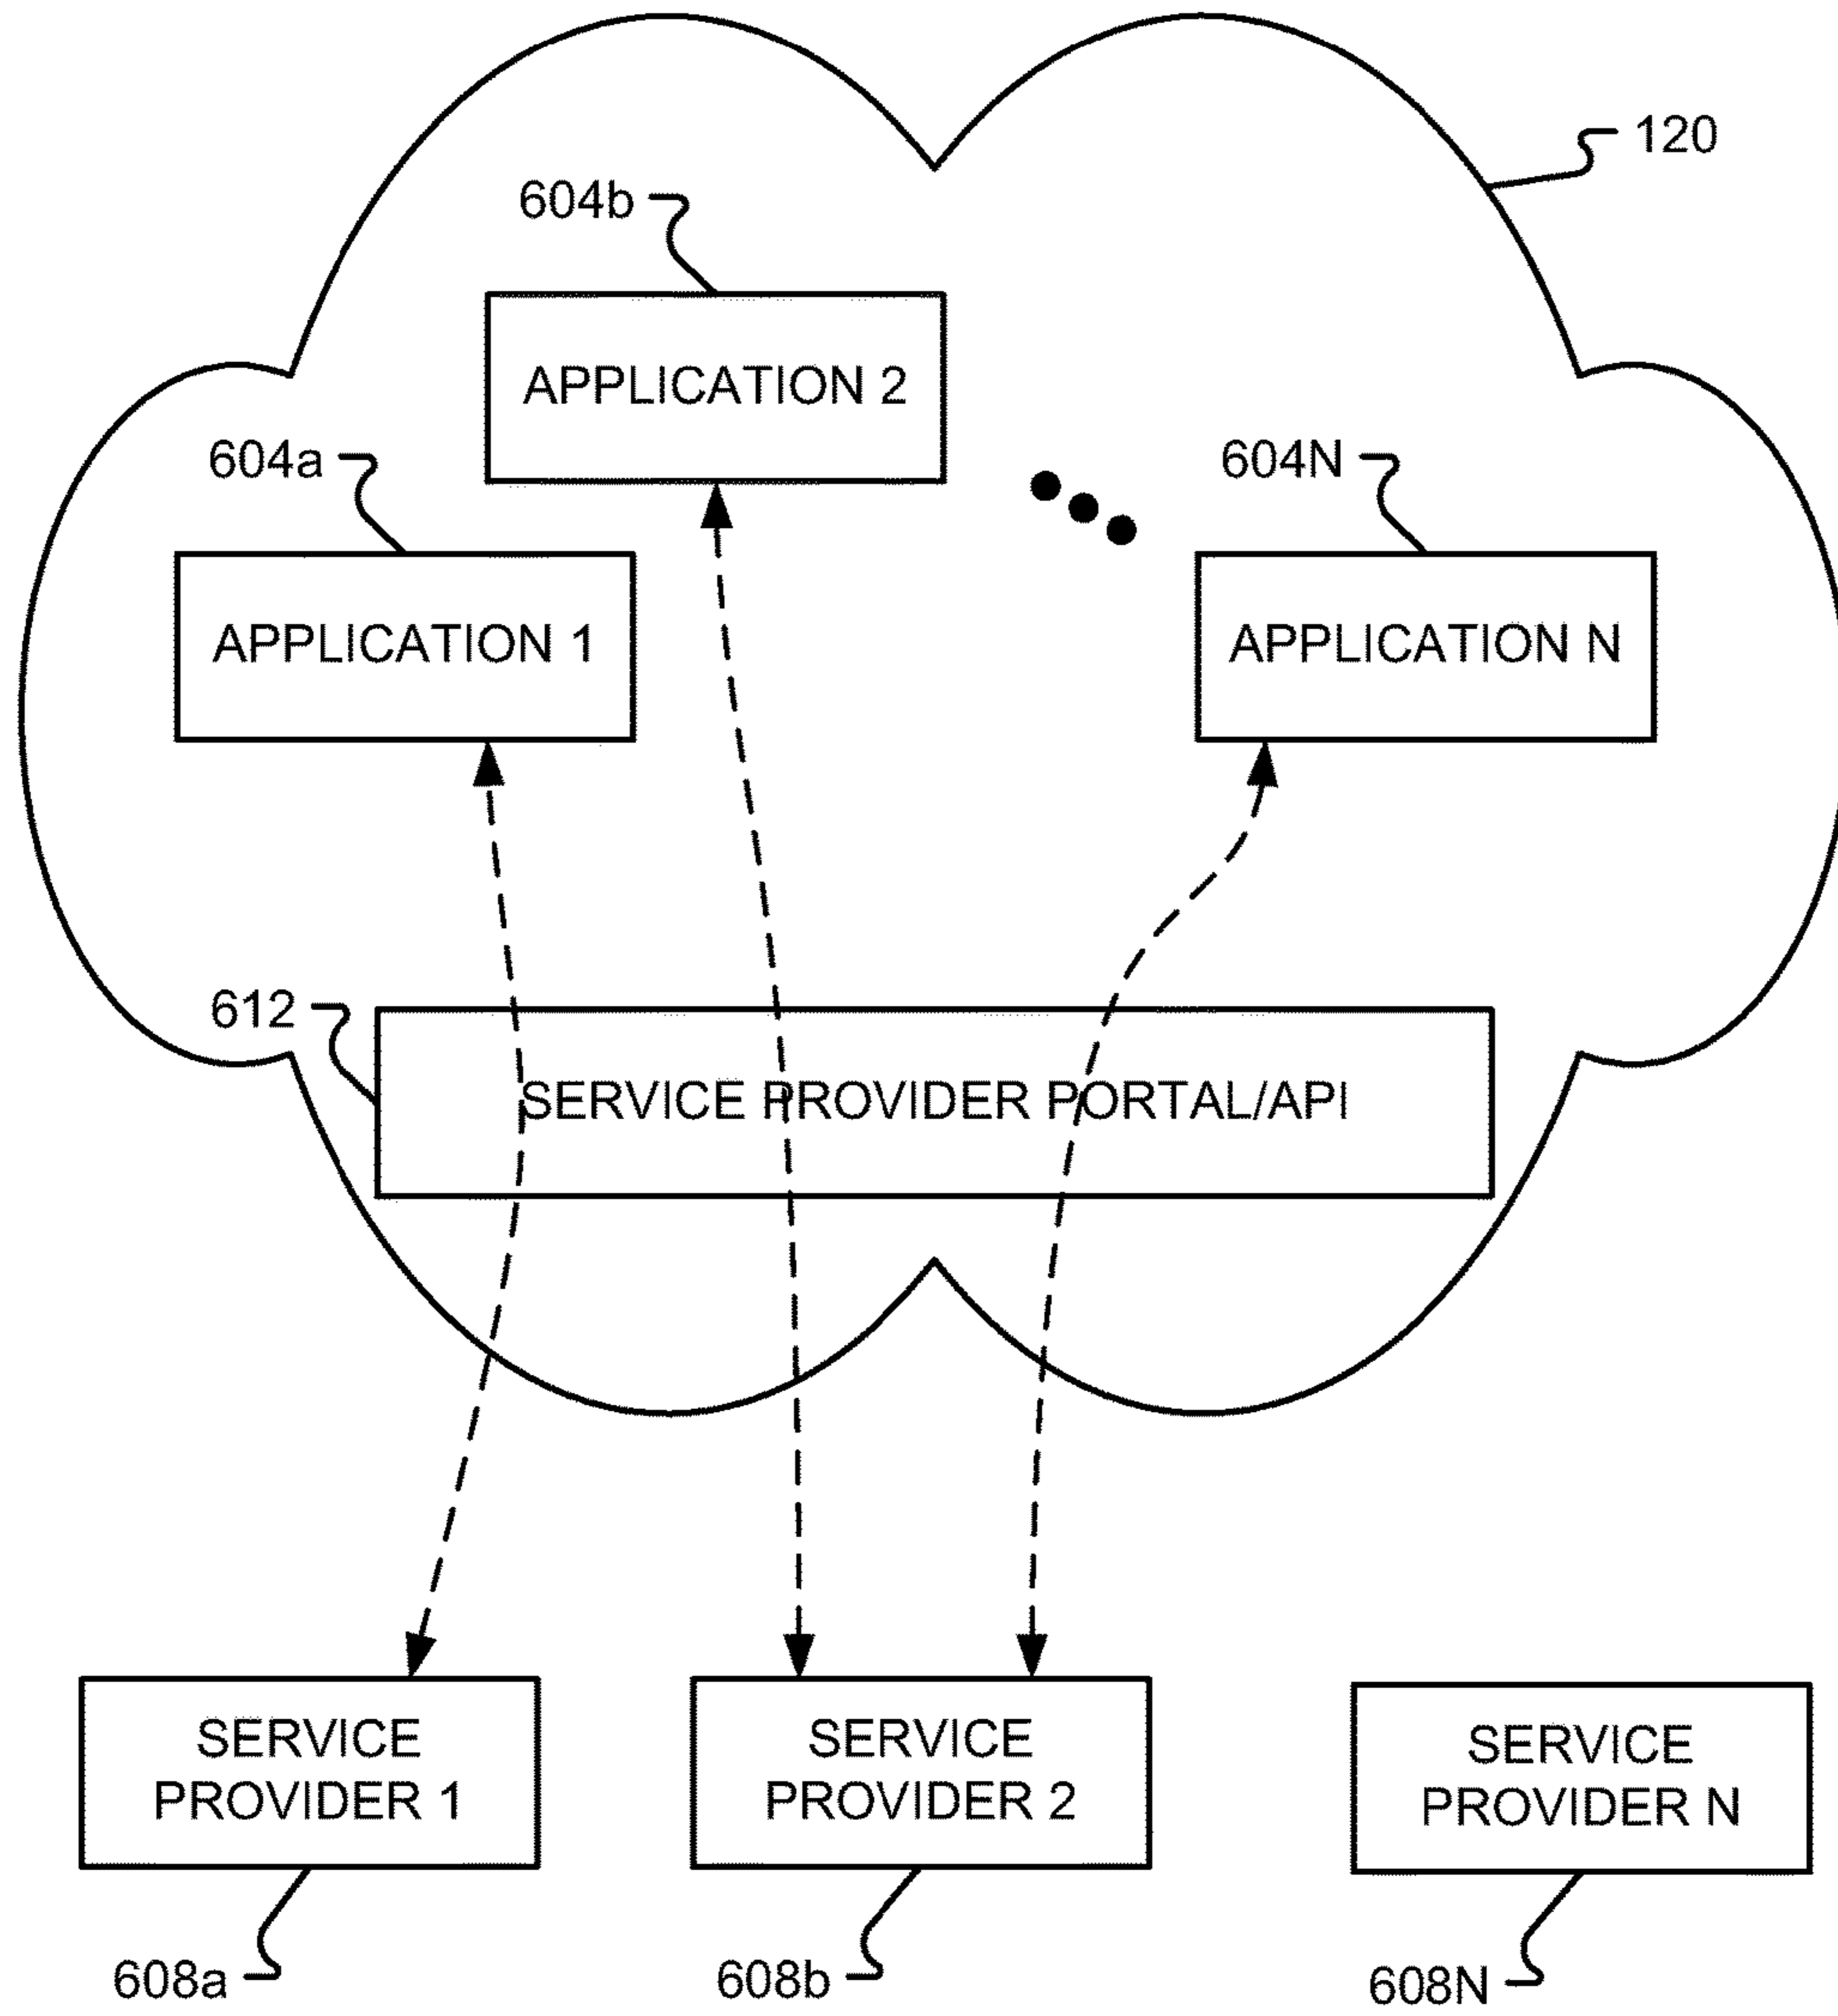 120
604b
APPLICATION 2
604a
604N
APPLICATION 1
APPLICATION N
612
SERVICE PROVIDER PORTAL/API
SERVICE
PROVIDER 1
SERVICE
PROVIDER 2
SERVICE
PROVIDER N
608a
608b
608N